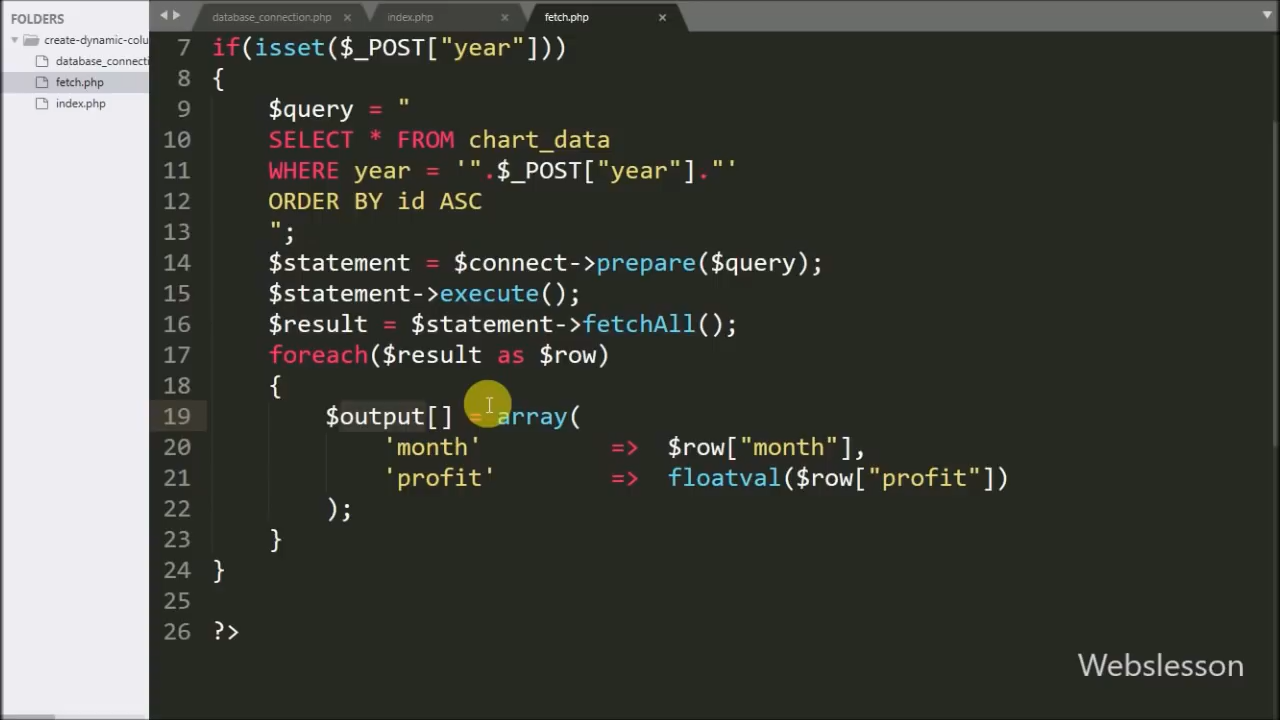 FOLDERS
create-dynamic-colu
database_connecti
fetch.php
index.php
database_connection.php × index.php × fetch.php ×
7 if(isset($_POST["year"]))
8 {
9 $query = "
10 SELECT * FROM chart_data
11 WHERE year = '".$_POST["year"]."'
12 ORDER BY id ASC
13 ";
14 $statement = $connect->prepare($query);
15 $statement->execute();
16 $result = $statement->fetchAll();
17 foreach($result as $row)
18 {
19 $output[] = array(
20 'month' => $row["month"],
21 'profit' => floatval($row["profit"])
22 );
23 }
24 }
25
26 ?>
Webslesson